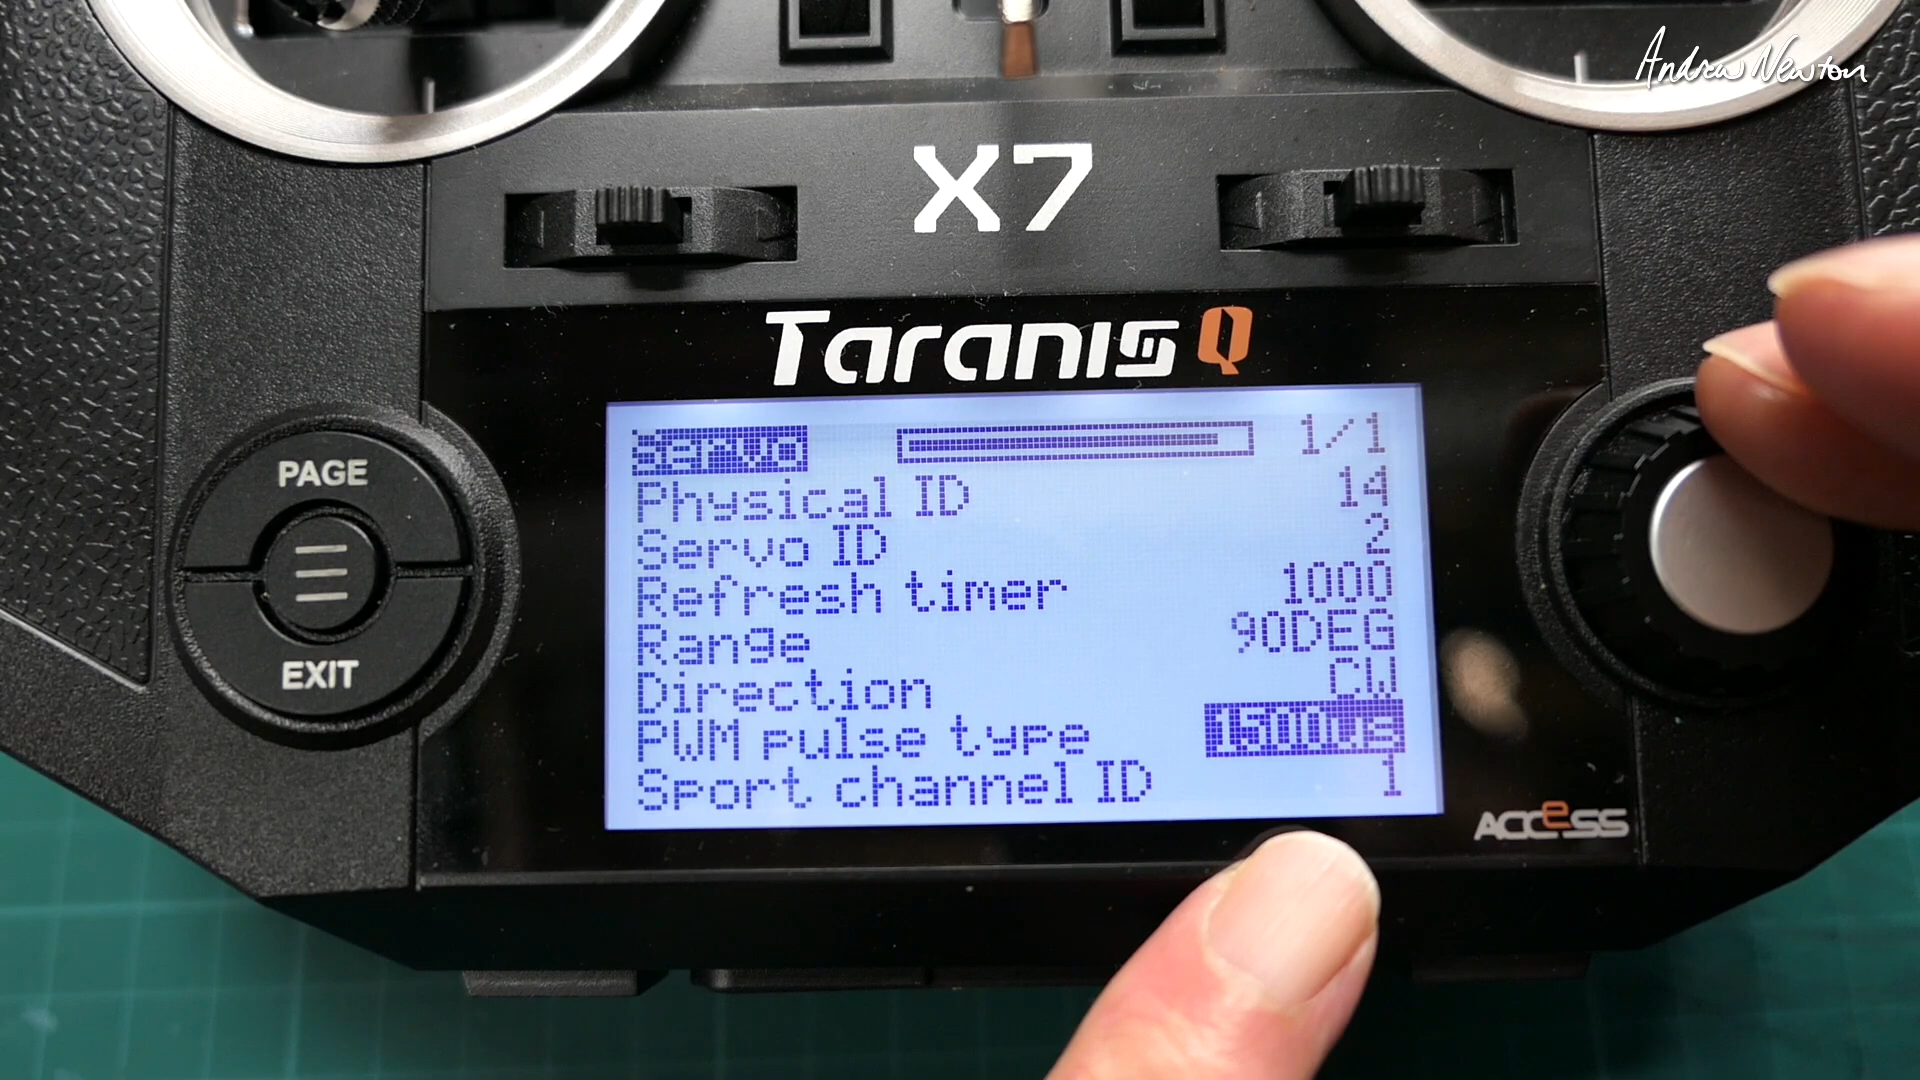 Andrew Newton
X7
Taranis Q
PAGE
EXIT
Servo 1/1
Physical ID 14
Servo ID 2
Refresh timer 1000
Range 90DEG
Direction CW
PWM pulse type 1500us
Sport channel ID 1
ACCeSS